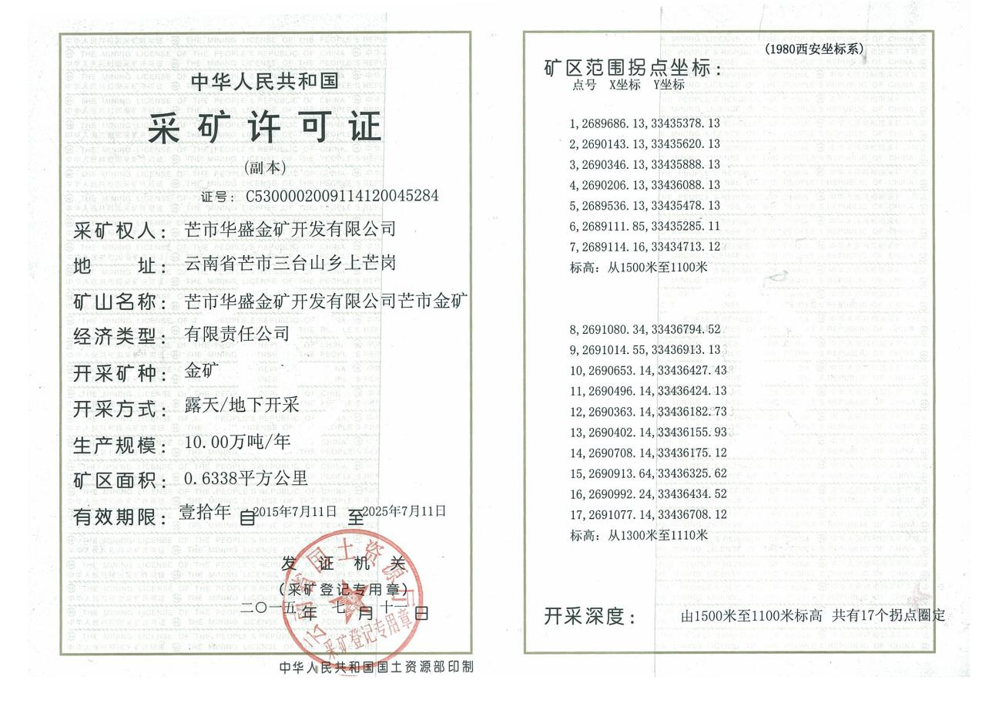 中华人民共和国
采矿许可证
(副本)
证号: C5300002009114120045284
采矿权人: 芒市华盛金矿开发有限公司
地 址: 云南省芒市三台山乡上芒岗
矿山名称: 芒市华盛金矿开发有限公司芒市金矿
经济类型: 有限责任公司
开采矿种: 金矿
开采方式: 露天/地下开采
生产规模: 10.00万吨/年
矿区面积: 0.6338平方公里
有效期限: 壹拾年 自2015年7月11日 至2025年7月11日
发证机关
(采矿登记专用章)
二〇一五年 七月 十一日
国土资源厅
采矿登记专用章
中华人民共和国国土资源部印制
(1980西安坐标系)
矿区范围拐点坐标:
点号 X坐标 Y坐标
1,2689686.13,33435378.13
2,2690143.13,33435620.13
3,2690346.13,33435888.13
4,2690206.13,33436088.13
5,2689536.13,33435478.13
6,2689111.85,33435285.11
7,2689114.16,33434713.12
标高: 从1500米至1100米
8,2691080.34,33436794.52
9,2691014.55,33436913.13
10,2690653.14,33436427.43
11,2690496.14,33436424.13
12,2690363.14,33436182.73
13,2690402.14,33436155.93
14,2690708.14,33436175.12
15,2690913.64,33436325.62
16,2690992.24,33436434.52
17,2691077.14,33436708.12
标高: 从1300米至1110米
开采深度: 由1500米至1100米标高 共有17个拐点圈定